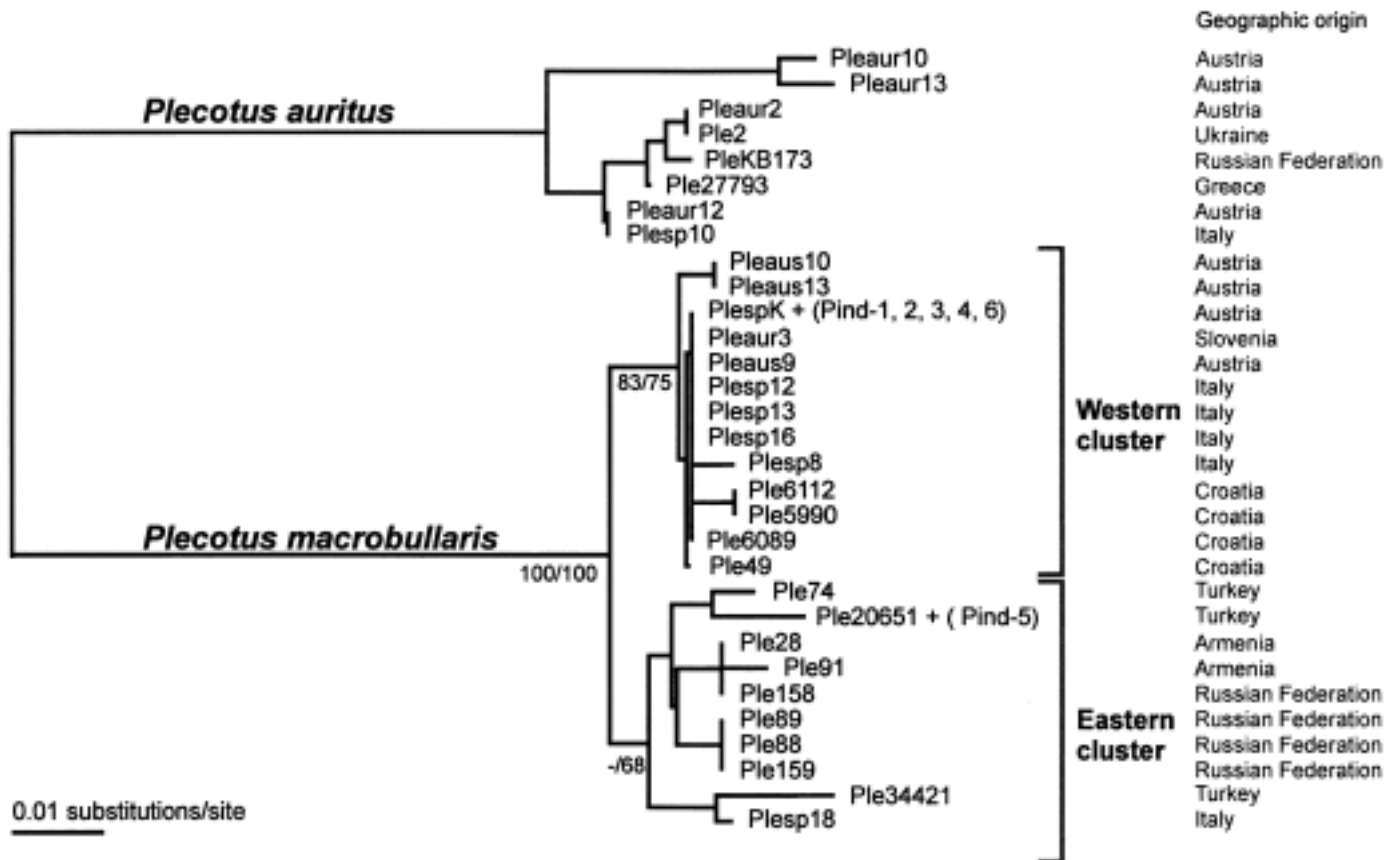 Geographic origin
Pleaur10 Austria
Pleaur13 Austria
Plecotus auritus
Pleaur2 Austria
Ple2 Ukraine
PleKB173 Russian Federation
Ple27793 Greece
Pleaur12 Austria
Plesp10 Italy
Pleaus10 Austria
Pleaus13 Austria
PlespK + (Pind-1, 2, 3, 4, 6) Austria
Pleaur3 Slovenia
Pleaus9 Austria
83/75
Plesp12 Italy
Plesp13 Italy
Western
cluster
Plesp16 Italy
Plesp8 Italy
Ple6112 Croatia
Ple5990 Croatia
Plecotus macrobullaris
Ple6089 Croatia
Ple49 Croatia
100/100
Ple74 Turkey
Ple20651 + ( Pind-5) Turkey
Ple28 Armenia
Ple91 Armenia
Ple158 Russian Federation
Ple89 Russian Federation
Eastern
cluster
Ple88 Russian Federation
Ple159 Russian Federation
-/68
Ple34421 Turkey
Plesp18 Italy
0.01 substitutions/site